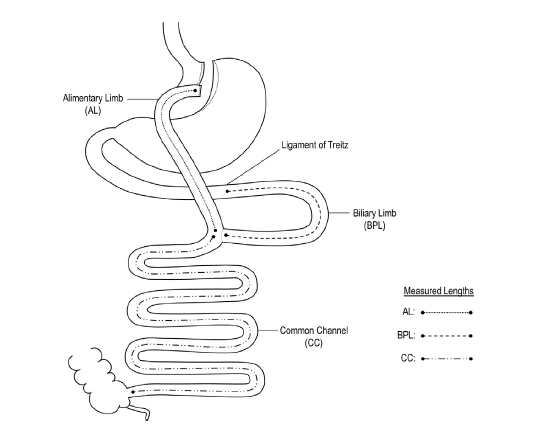 Alimentary Limb
(AL)
Ligament of Treitz
Biliary Limb
(BPL)
Measured Lengths
AL:
BPL:
CC:
Common Channel
(CC)